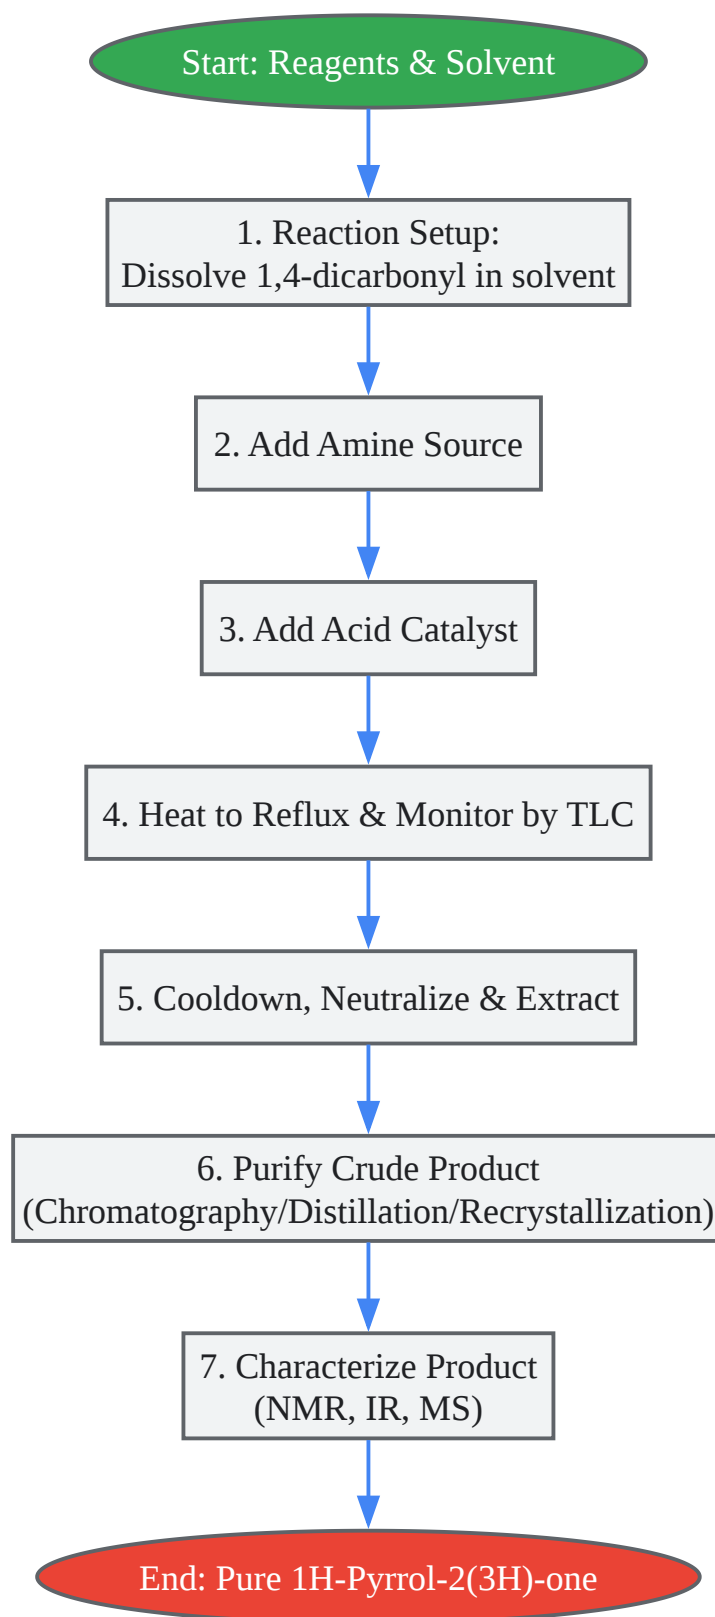 Start: Reagents & Solvent
1. Reaction Setup:
Dissolve 1,4-dicarbonyl in solvent
2. Add Amine Source
3. Add Acid Catalyst
4. Heat to Reflux & Monitor by TLC
5. Cooldown, Neutralize & Extract
6. Purify Crude Product
(Chromatography/Distillation/Recrystallization)
7. Characterize Product
(NMR, IR, MS)
End: Pure 1H-Pyrrol-2(3H)-one